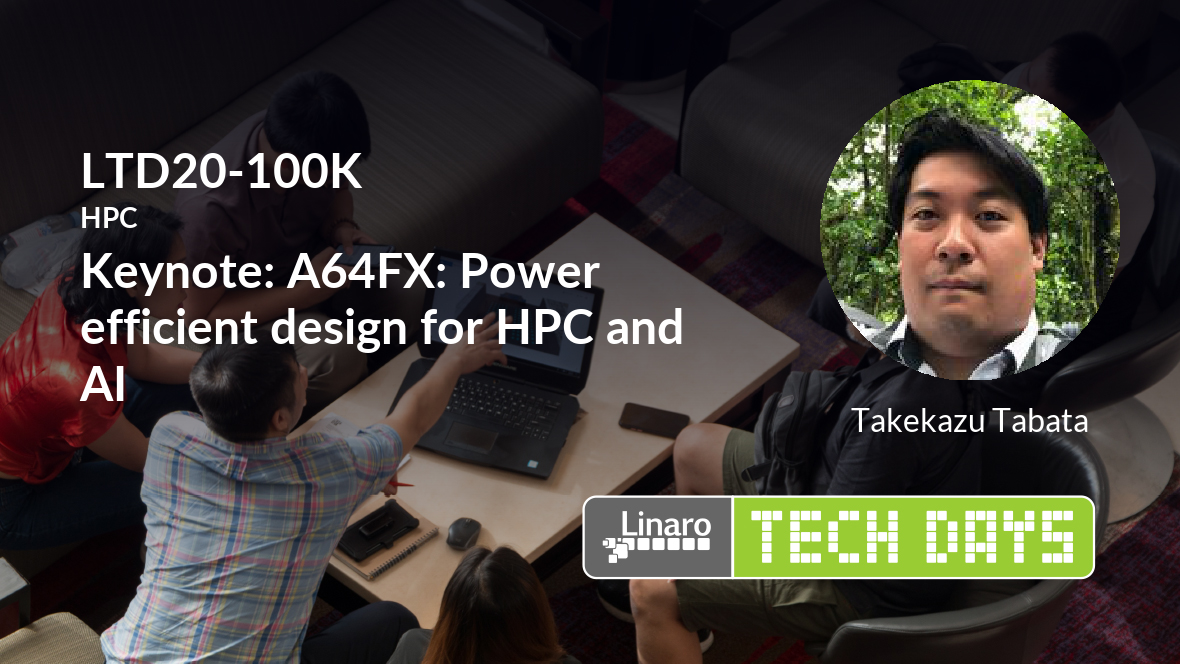 LTD20-100K
HPC
Keynote: A64FX: Power
efficient design for HPC and
AI
Takekazu Tabata
Linaro
TECH DAYS